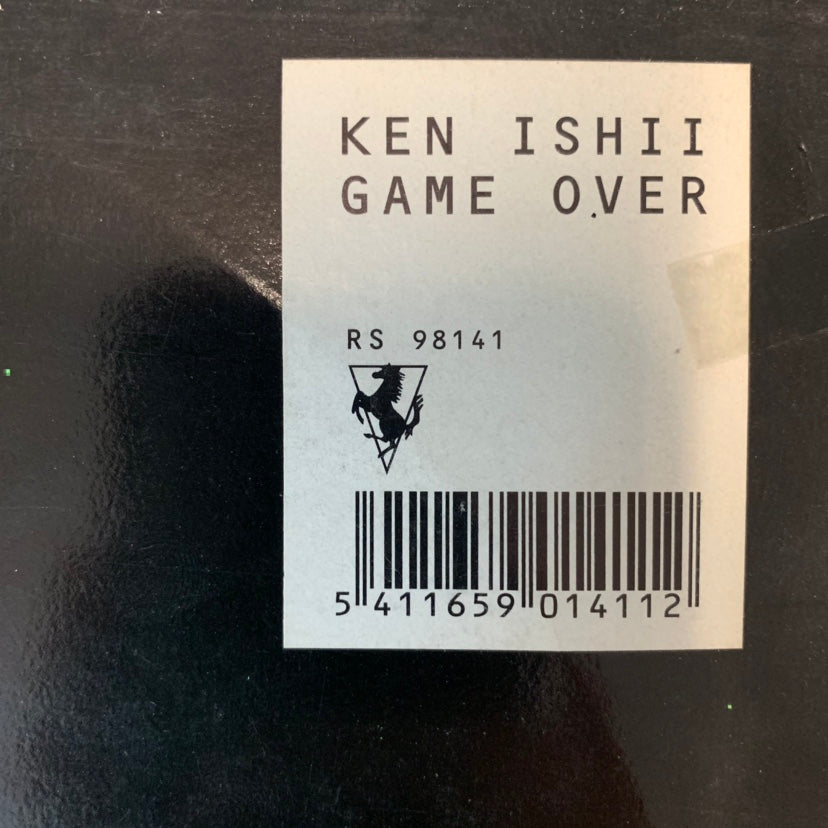 KEN ISHII
GAME OVER
RS 98141
5 411659 014112